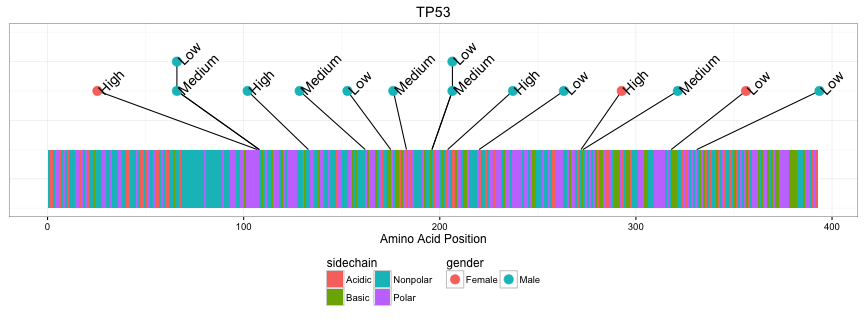 TP53
Low Low
High Medium High Medium Low Medium Medium High Low High Medium Low Low
0 100 200 300 400
Amino Acid Position
sidechain gender
Acidic Nonpolar Female Male
Basic Polar